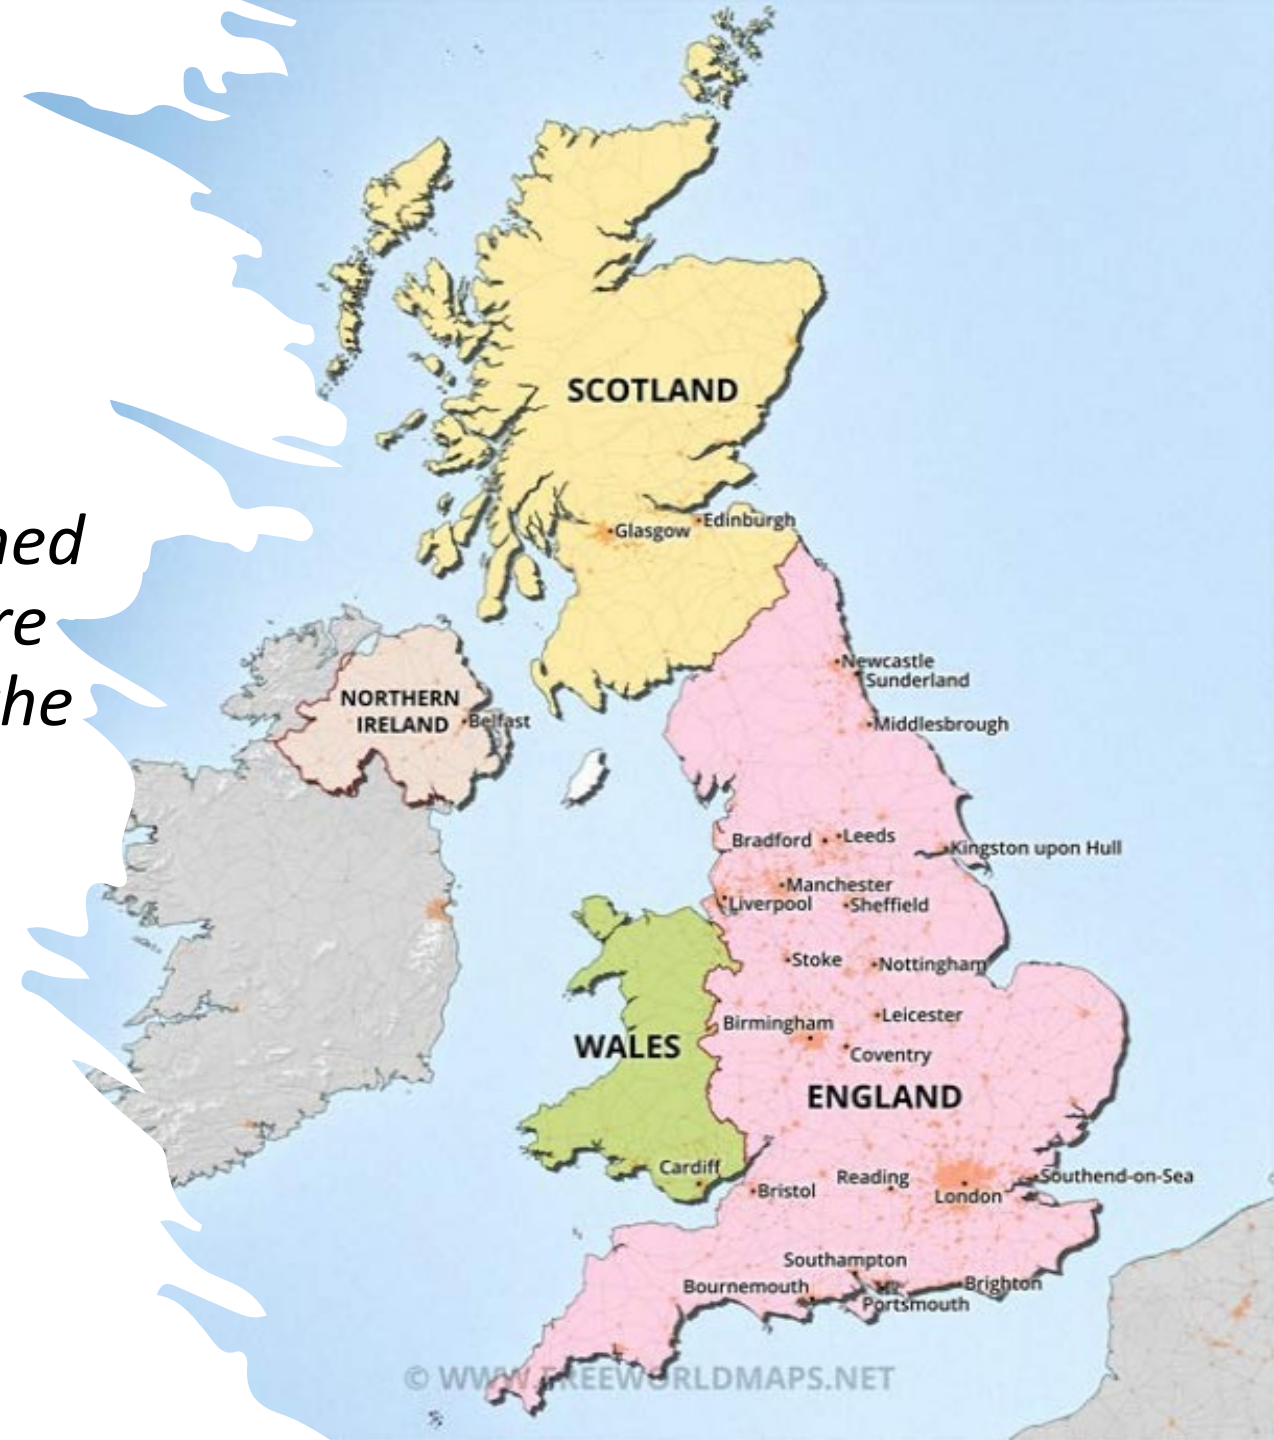 SCOTLAND
Glasgow
Edinburgh
ned
re
he
NORTHERN
IRELAND
Belfast
Newcastle
Sunderland
Middlesbrough
Bradford
Leeds
Kingston upon Hull
Manchester
Liverpool
Sheffield
Stoke
Nottingham
Birmingham
Leicester
WALES
Coventry
ENGLAND
Cardiff
Bristol
Reading
London
Southend-on-Sea
Southampton
Bournemouth
Brighton
Portsmouth
© WWW.FREEWORLDMAPS.NET